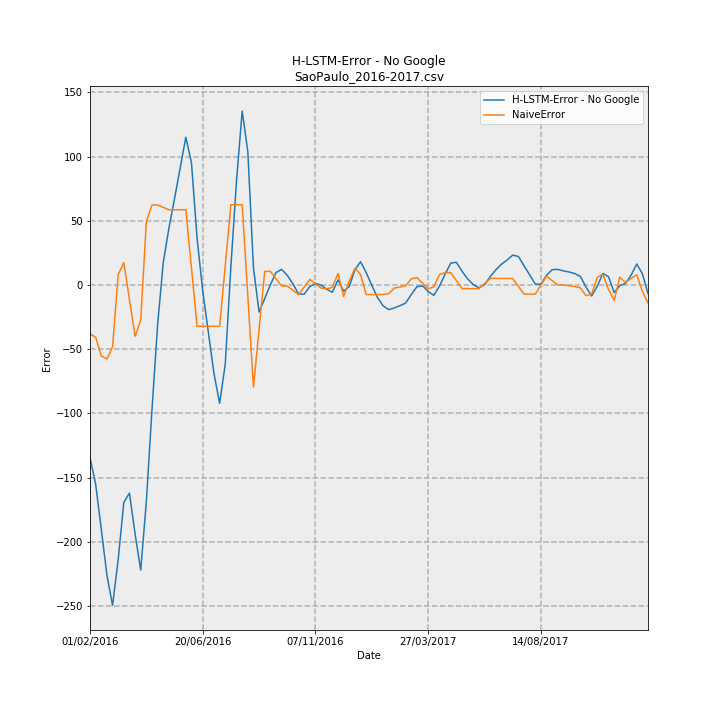 H-LSTM-Error - No Google
SaoPaulo_2016-2017.csv
H-LSTM-Error - No Google
NaiveError
150
100
50
0
−50
−100
−150
−200
−250
Error
01/02/2016 20/06/2016 07/11/2016 27/03/2017 14/08/2017
Date